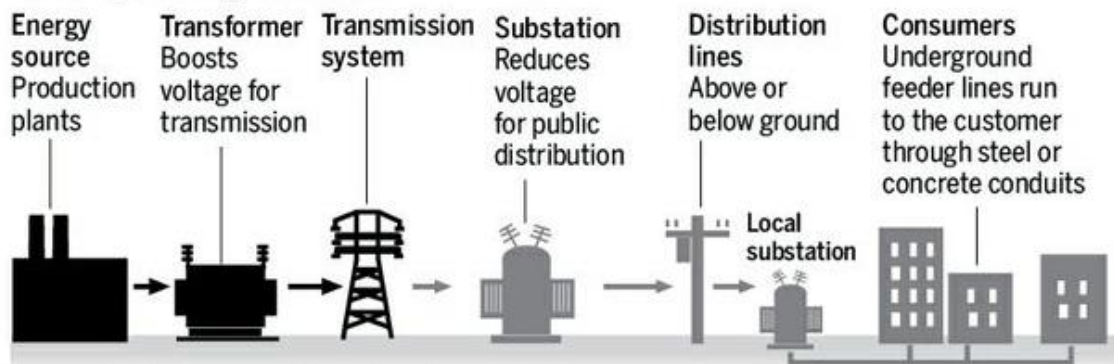 Energy
source
Production
plants
Transformer
Boosts
voltage for
transmission
Transmission
system
Substation
Reduces
voltage
for public
distribution
Distribution
lines
Above or
below ground
Local
substation
Consumers
Underground
feeder lines run
to the customer
through steel or
concrete conduits